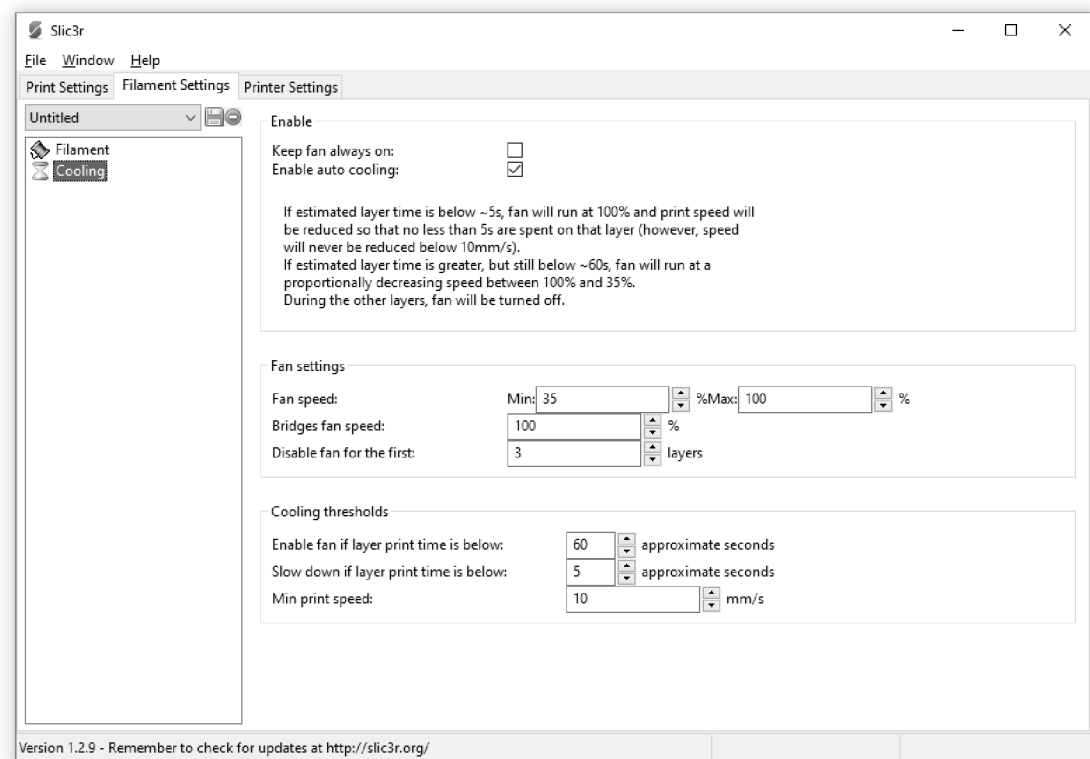 Slic3r
File Window Help
Print Settings Filament Settings Printer Settings
Untitled
Filament
Cooling
Enable
Keep fan always on:
Enable auto cooling:
If estimated layer time is below ~5s, fan will run at 100% and print speed will
be reduced so that no less than 5s are spent on that layer (however, speed
will never be reduced below 10mm/s).
If estimated layer time is greater, but still below ~60s, fan will run at a
proportionally decreasing speed between 100% and 35%.
During the other layers, fan will be turned off.
Fan settings
Fan speed: Min: 35 %Max: 100 %
Bridges fan speed: 100 %
Disable fan for the first: 3 layers
Cooling thresholds
Enable fan if layer print time is below: 60 approximate seconds
Slow down if layer print time is below: 5 approximate seconds
Min print speed: 10 mm/s
Version 1.2.9 - Remember to check for updates at http://slic3r.org/